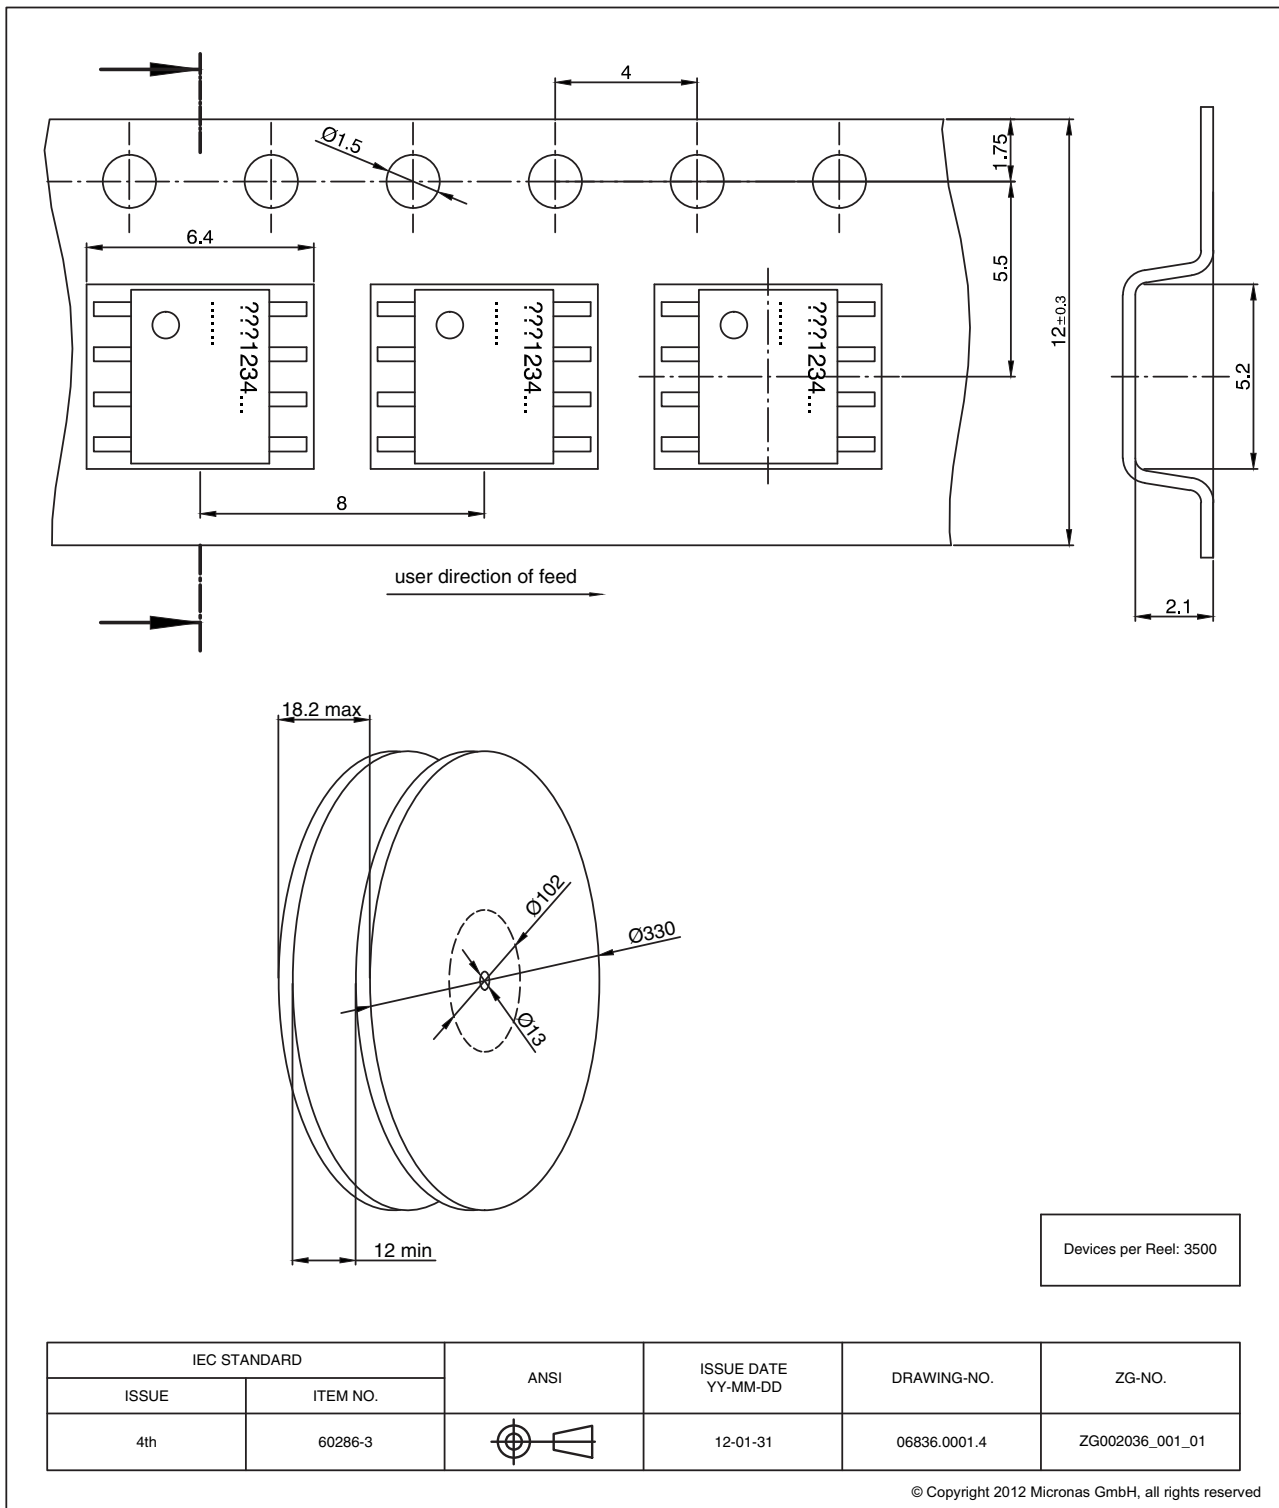 4
Ø1.5
1.75
6.4
5.5
12±0.3
???1234...
......
???1234...
......
???1234...
......
5.2
8
user direction of feed
2.1
18.2 max
Ø102
Ø330
Ø13
12 min
Devices per Reel: 3500
IEC STANDARD
ANSI
ISSUE DATE
YY-MM-DD
DRAWING-NO.
ZG-NO.
ISSUE
ITEM NO.
4th
60286-3
12-01-31
06836.0001.4
ZG002036_001_01
© Copyright 2012 Micronas GmbH, all rights reserved